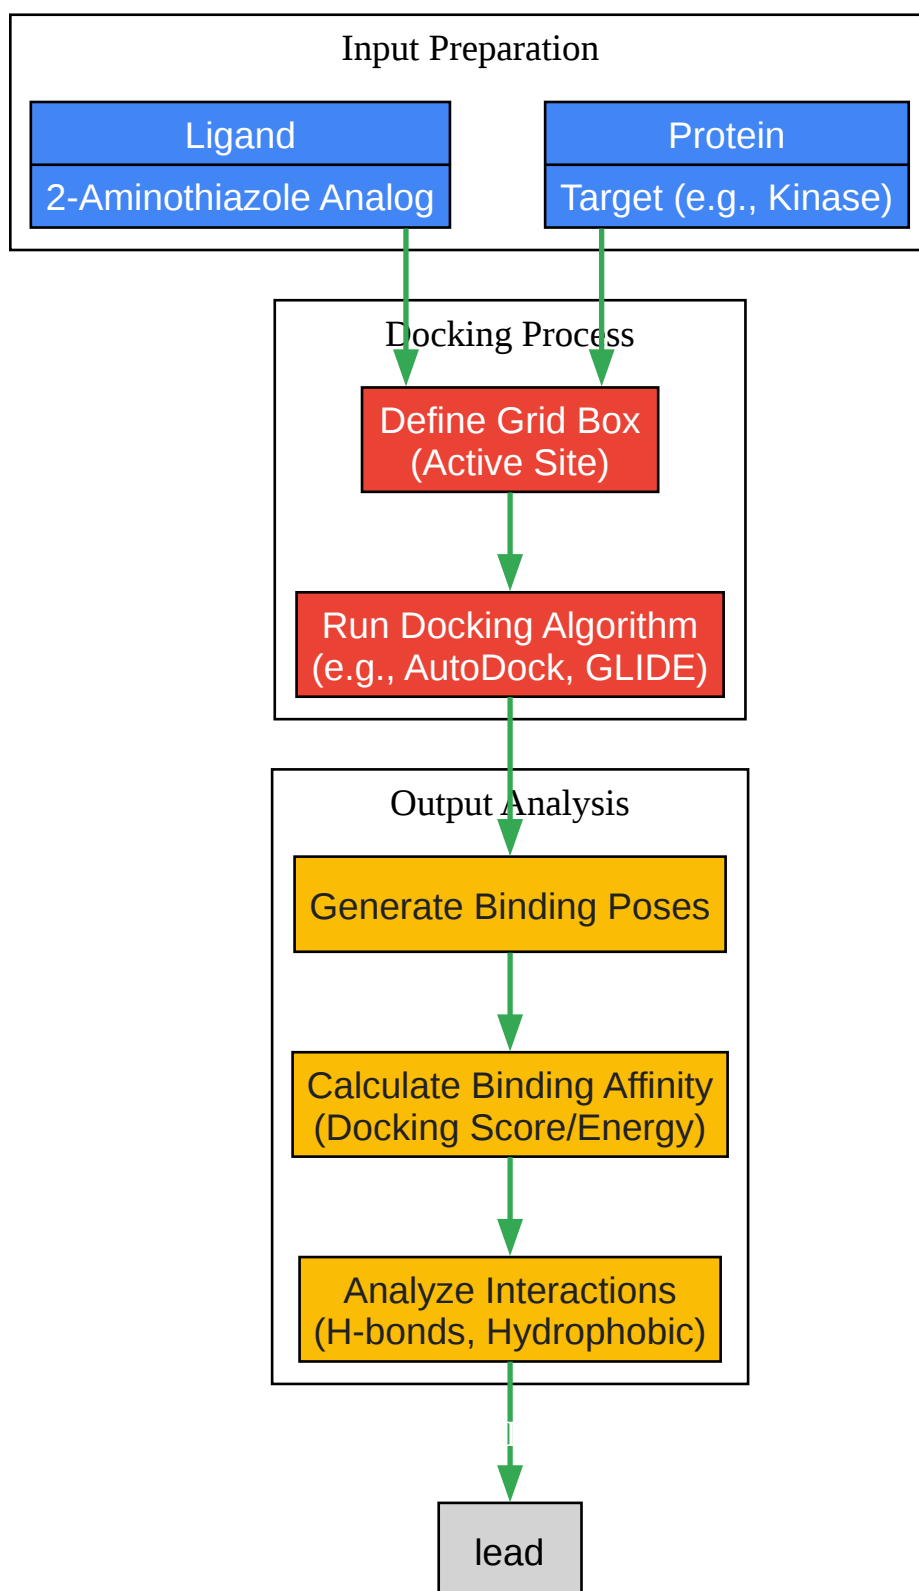 Input Preparation
Ligand
2-Aminothiazole Analog
Protein
Target (e.g., Kinase)
Docking Process
Define Grid Box
(Active Site)
Run Docking Algorithm
(e.g., AutoDock, GLIDE)
Output Analysis
Generate Binding Poses
Calculate Binding Affinity
(Docking Score/Energy)
Analyze Interactions
(H-bonds, Hydrophobic)
lead